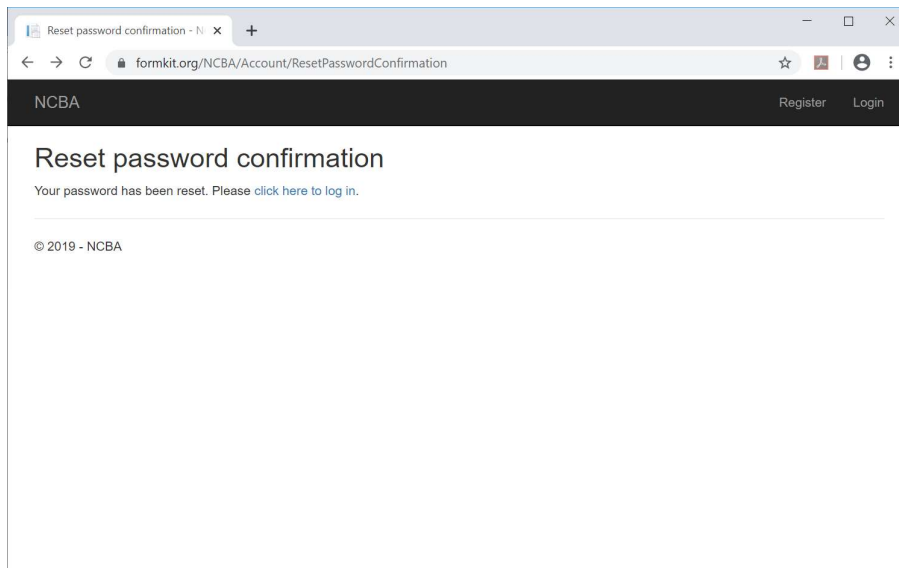 Reset password confirmation - N
formkit.org/NCBA/Account/ResetPasswordConfirmation
NCBA
Register
Login
Reset password confirmation
Your password has been reset. Please click here to log in.
© 2019 - NCBA